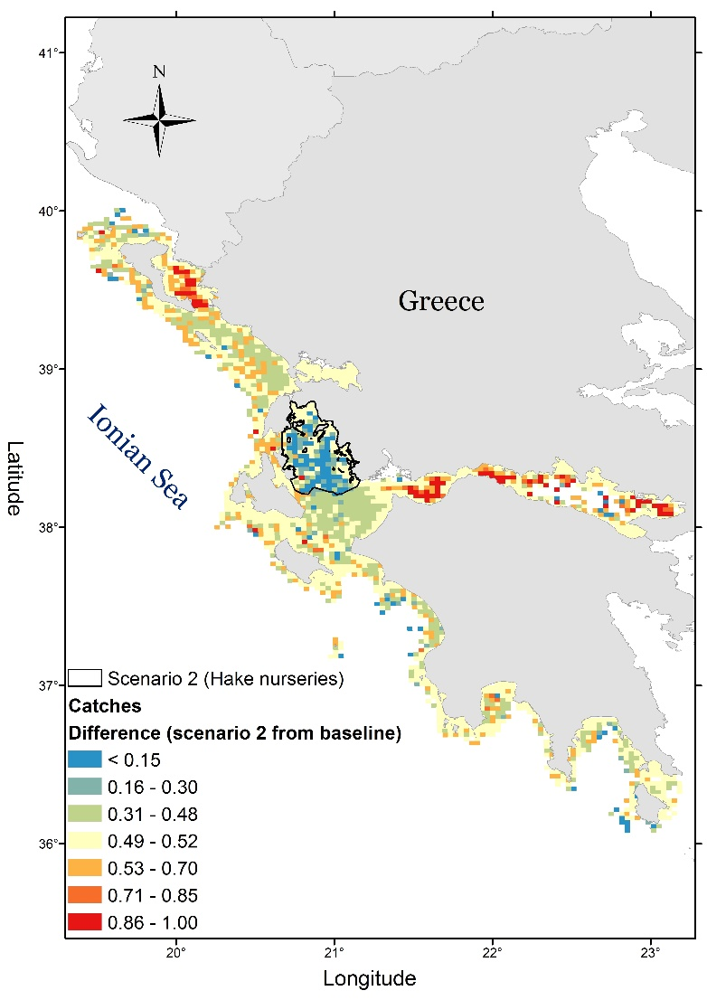 41°
N
40°
Greece
39°
Ionian Sea
Latitude
38°
37°
Scenario 2 (Hake nurseries)
Catches
Difference (scenario 2 from baseline)
< 0.15
0.16 - 0.30
0.31 - 0.48
0.49 - 0.52
0.53 - 0.70
0.71 - 0.85
0.86 - 1.00
36°
20°
21°
22°
23°
Longitude